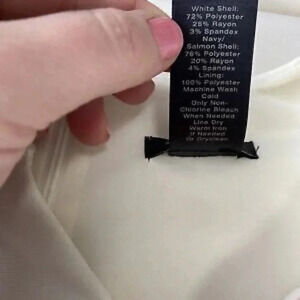 White Shell:
72% Polyester
25% Rayon
3% Spandex
Navy/
Salmon Shell:
76% Polyester
20% Rayon
4% Spandex
Lining:
100% Polyester
Machine Wash
Cold
Only Non-
Chlorine Bleach
When Needed
Line Dry
Warm Iron
If Needed
Or Dryclean